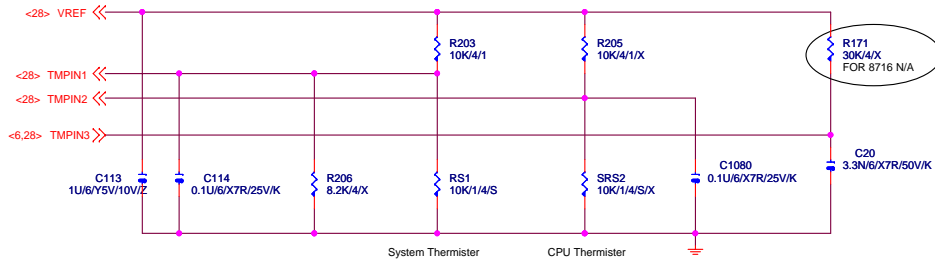 <28> VREF
R203
10K/4/1
R205
10K/4/1/X
R171
30K/4/X
FOR 8716 N/A
<28> TMPIN1
<28> TMPIN2
<6,28> TMPIN3
C113
1U/6/Y5V/10V/Z
C114
0.1U/6/X7R/25V/K
R206
8.2K/4/X
RS1
10K/1/4/S
SRS2
10K/1/4/S/X
C1080
0.1U/6/X7R/25V/K
C20
3.3N/6/X7R/50V/K
System Thermister
CPU Thermister